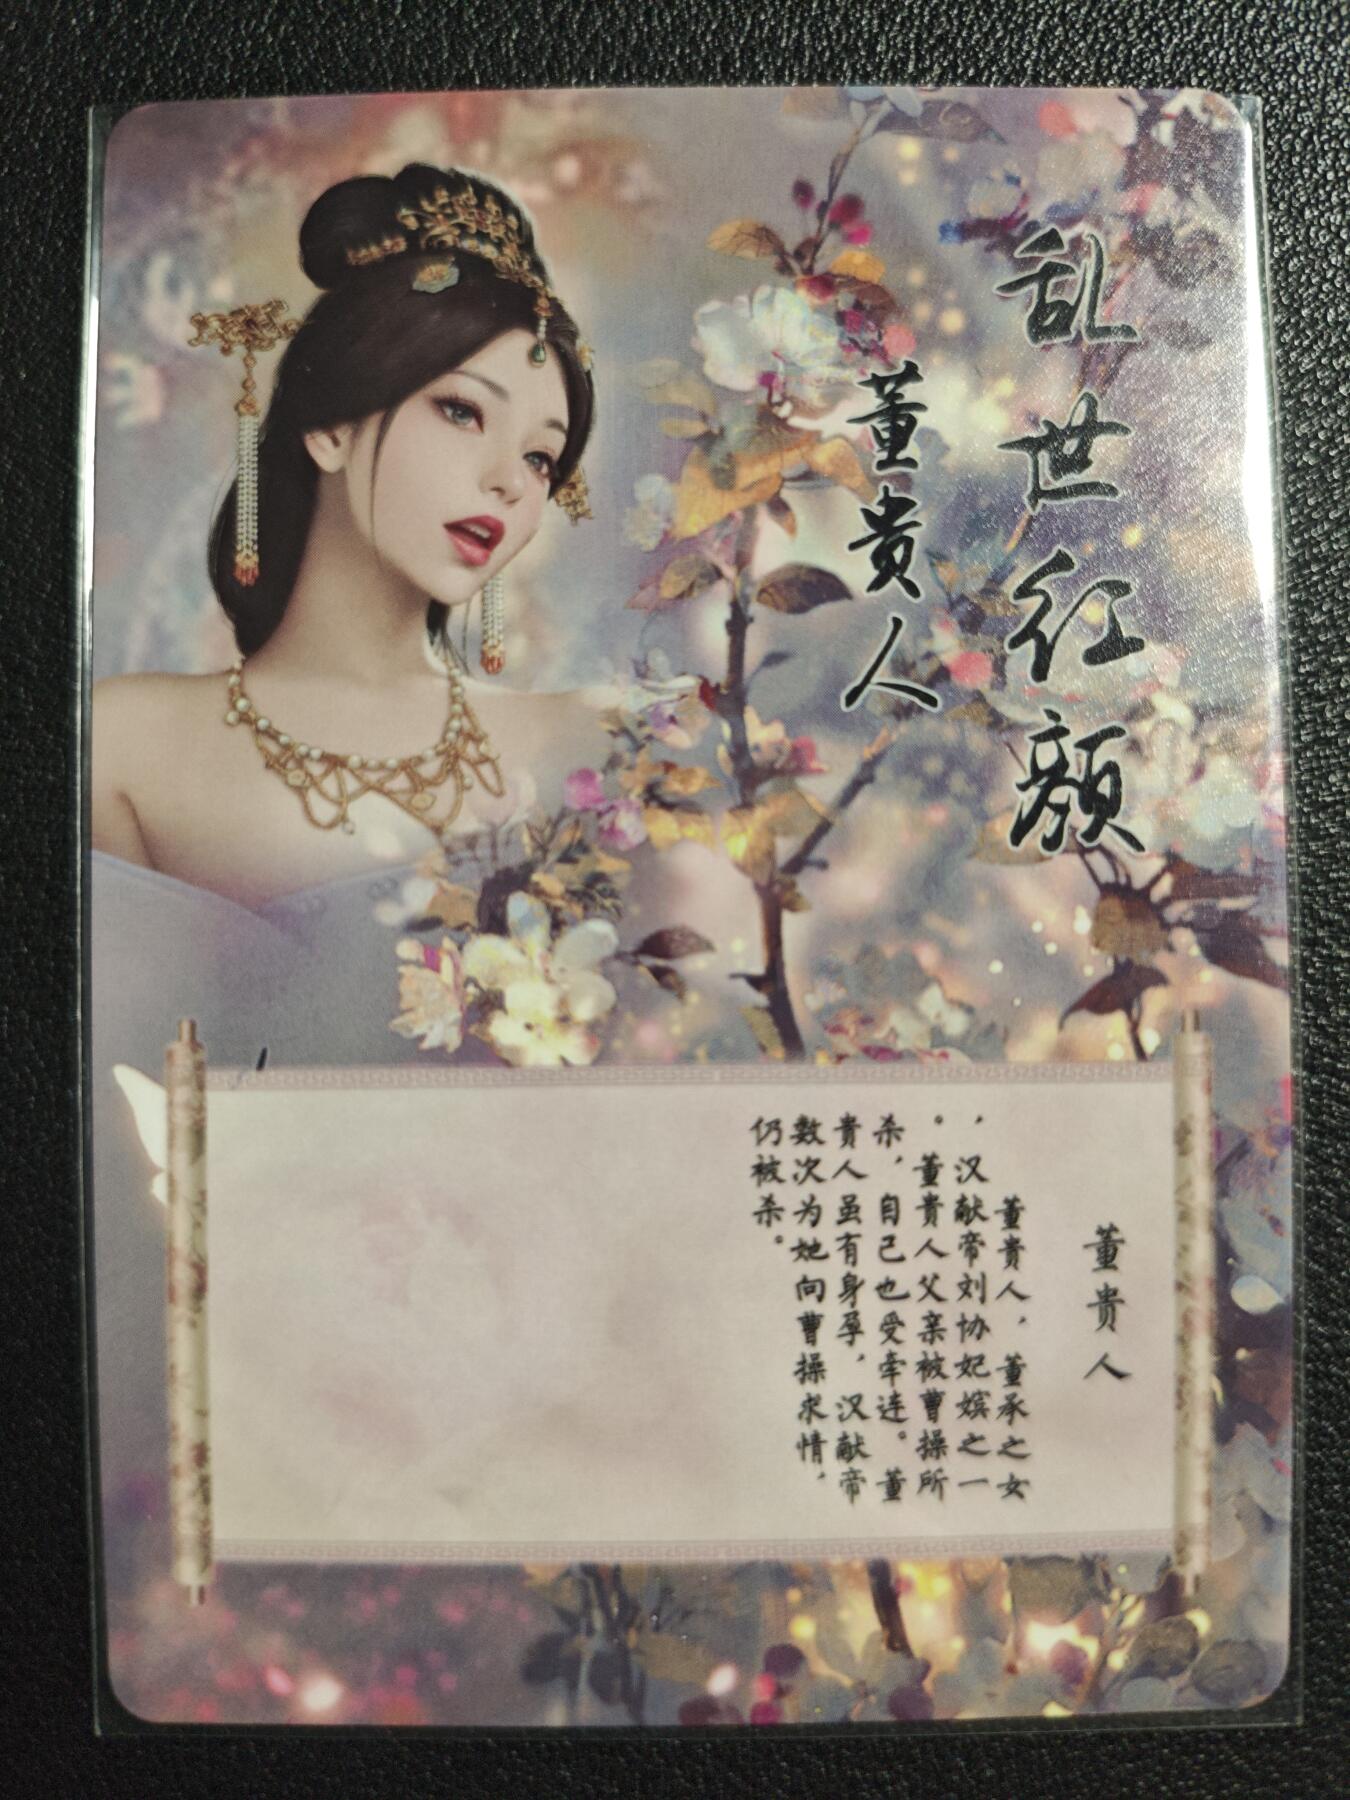 乱世红颜
董贵人
董贵人
董贵人，董承之女
，汉献帝刘协妃嫔之一
。董贵人父亲被曹操所
杀，自己也受牵连。董
贵人虽有身孕，汉献帝
数次为她向曹操求情，
仍被杀。